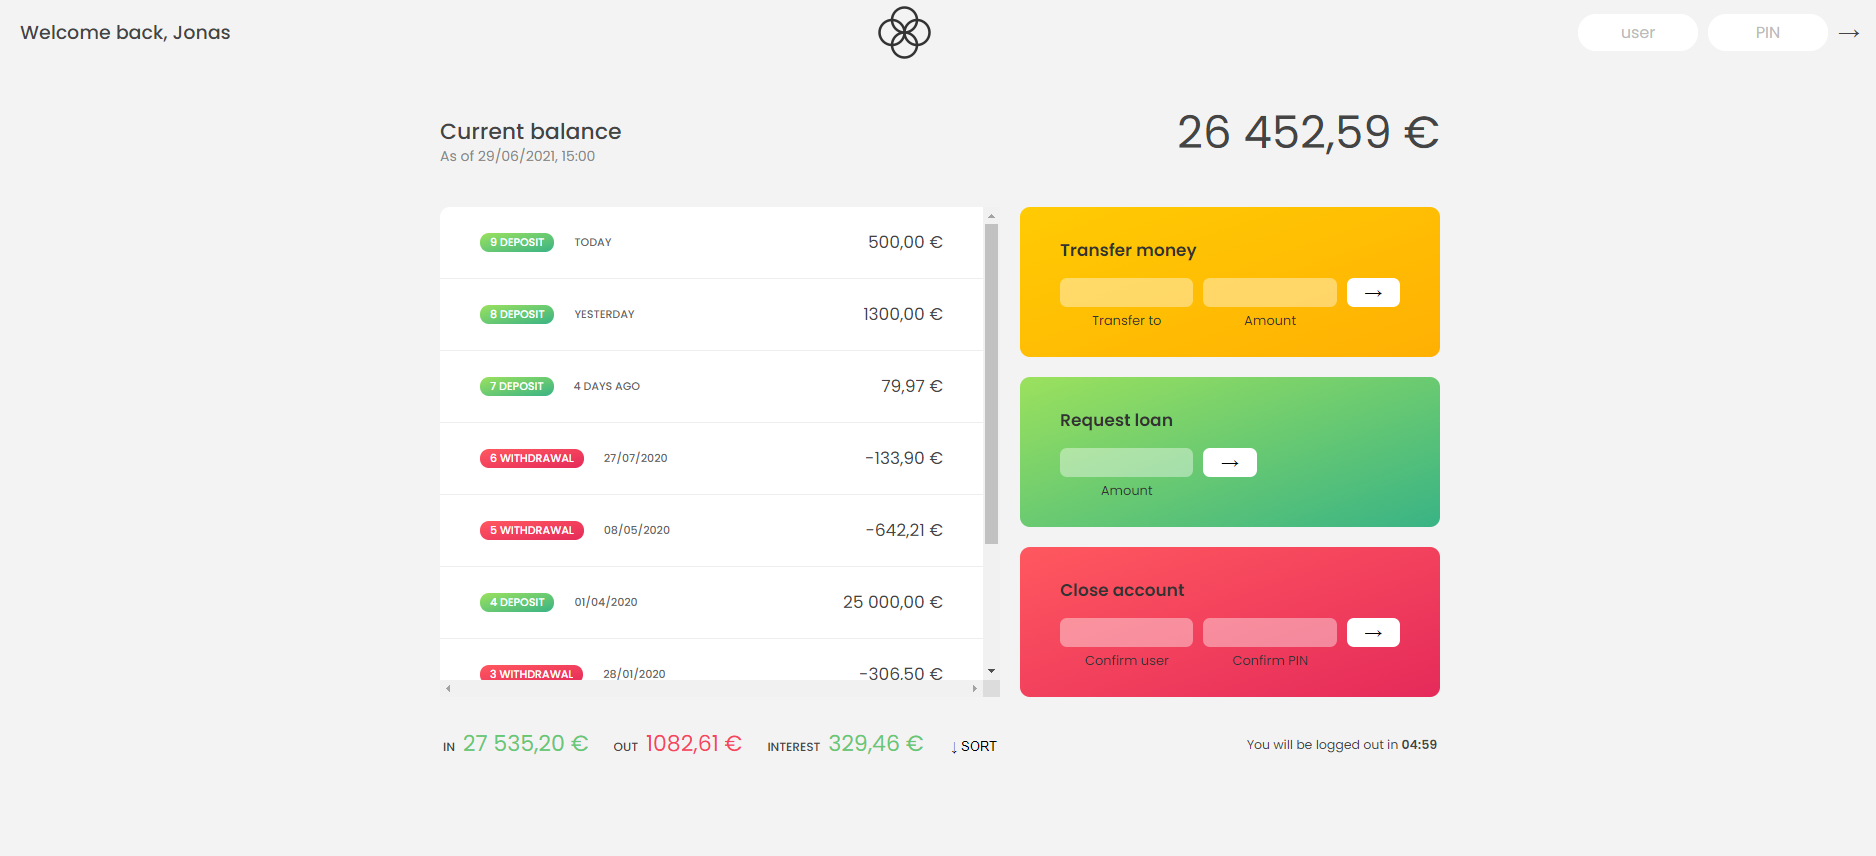 Welcome back, Jonas
user PIN →
Current balance
As of 29/06/2021, 15:00
26 452,59 €
9 DEPOSIT TODAY 500,00 €
8 DEPOSIT YESTERDAY 1300,00 €
7 DEPOSIT 4 DAYS AGO 79,97 €
6 WITHDRAWAL 27/07/2020 -133,90 €
5 WITHDRAWAL 08/05/2020 -642,21 €
4 DEPOSIT 01/04/2020 25 000,00 €
3 WITHDRAWAL 28/01/2020 -306,50 €
Transfer money
→
Transfer to Amount
Request loan
→
Amount
Close account
→
Confirm user Confirm PIN
IN 27 535,20 € OUT 1082,61 € INTEREST 329,46 € ↓ SORT
You will be logged out in 04:59